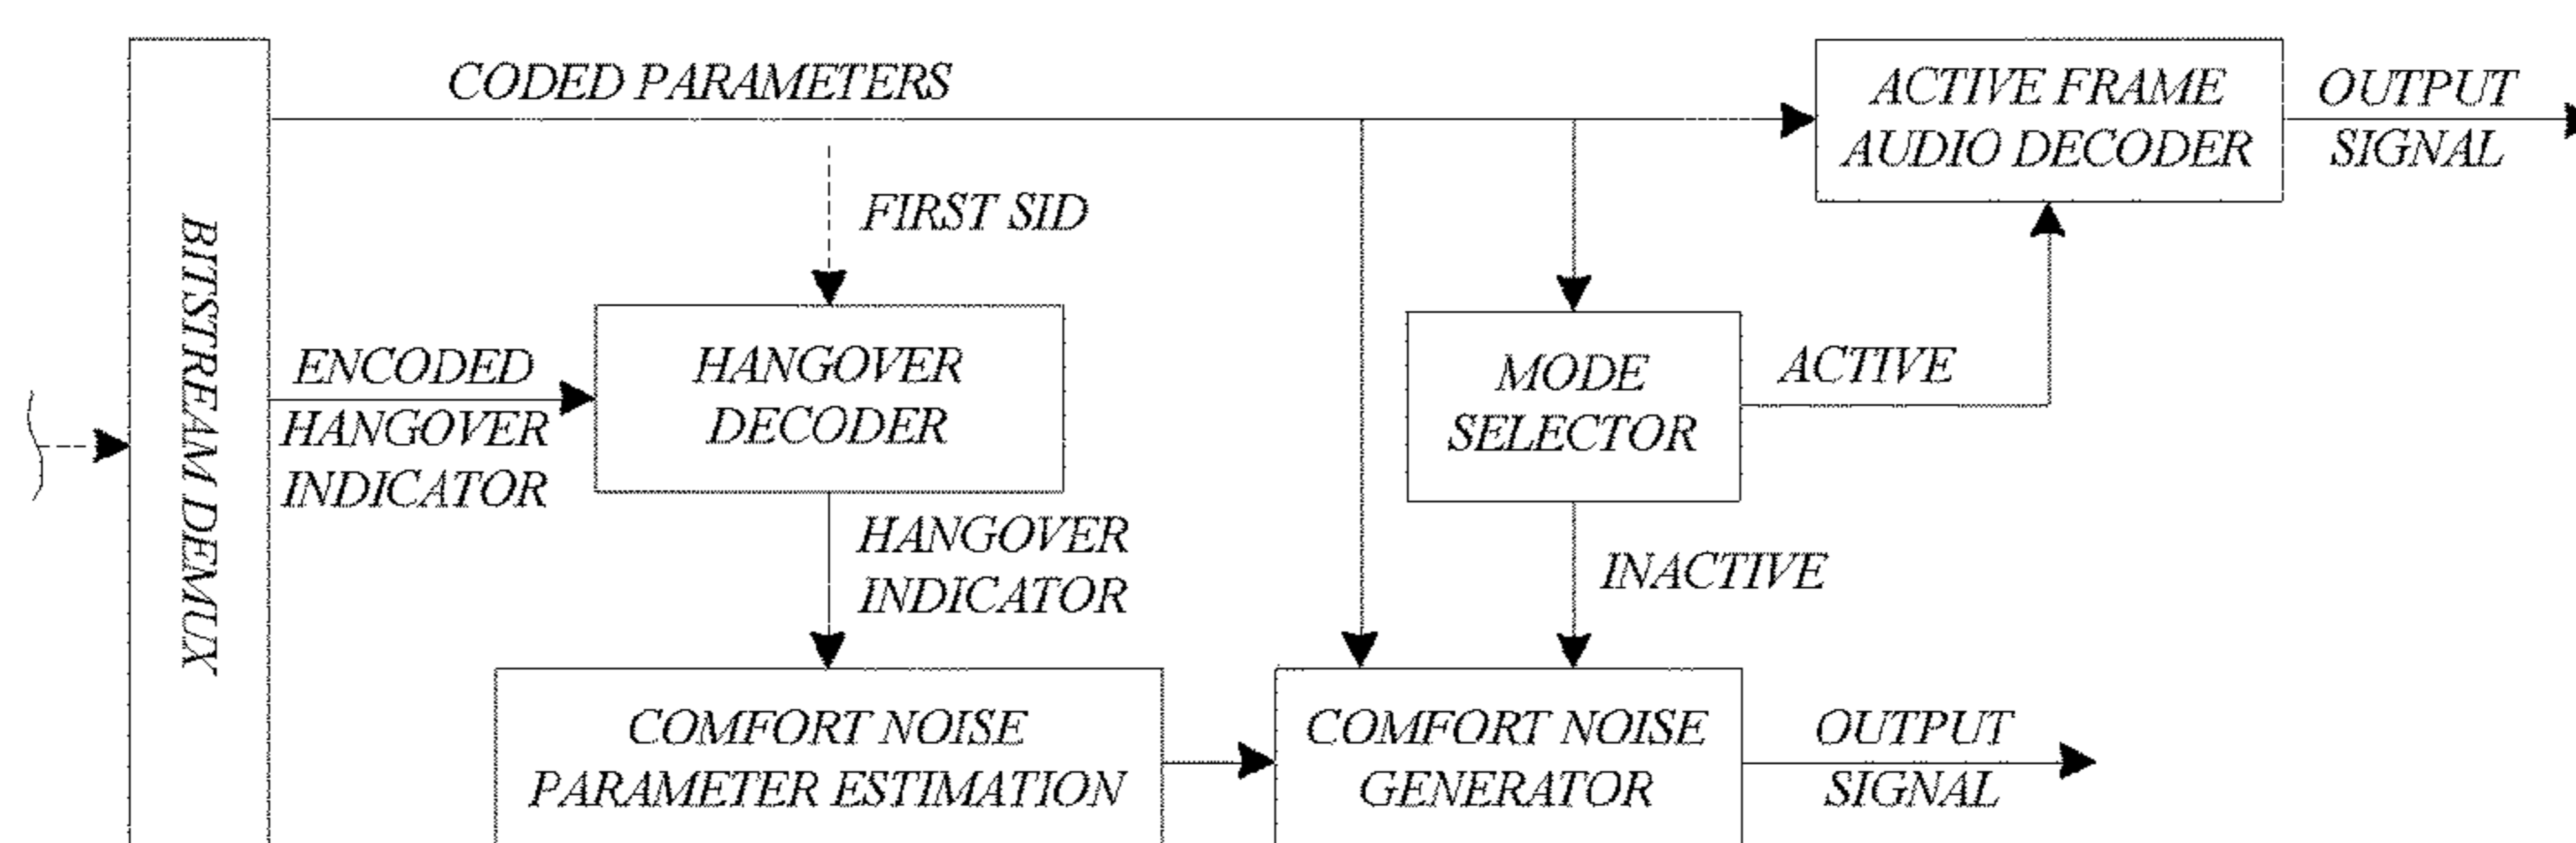 CODED PARAMETERS
ACTIVE FRAME
AUDIO DECODER
OUTPUT
SIGNAL
FIRST SID
BITSTREAM DEMUX
ENCODED
HANGOVER
INDICATOR
HANGOVER
DECODER
MODE
SELECTOR
ACTIVE
HANGOVER
INDICATOR
INACTIVE
COMFORT NOISE
PARAMETER ESTIMATION
COMFORT NOISE
GENERATOR
OUTPUT
SIGNAL